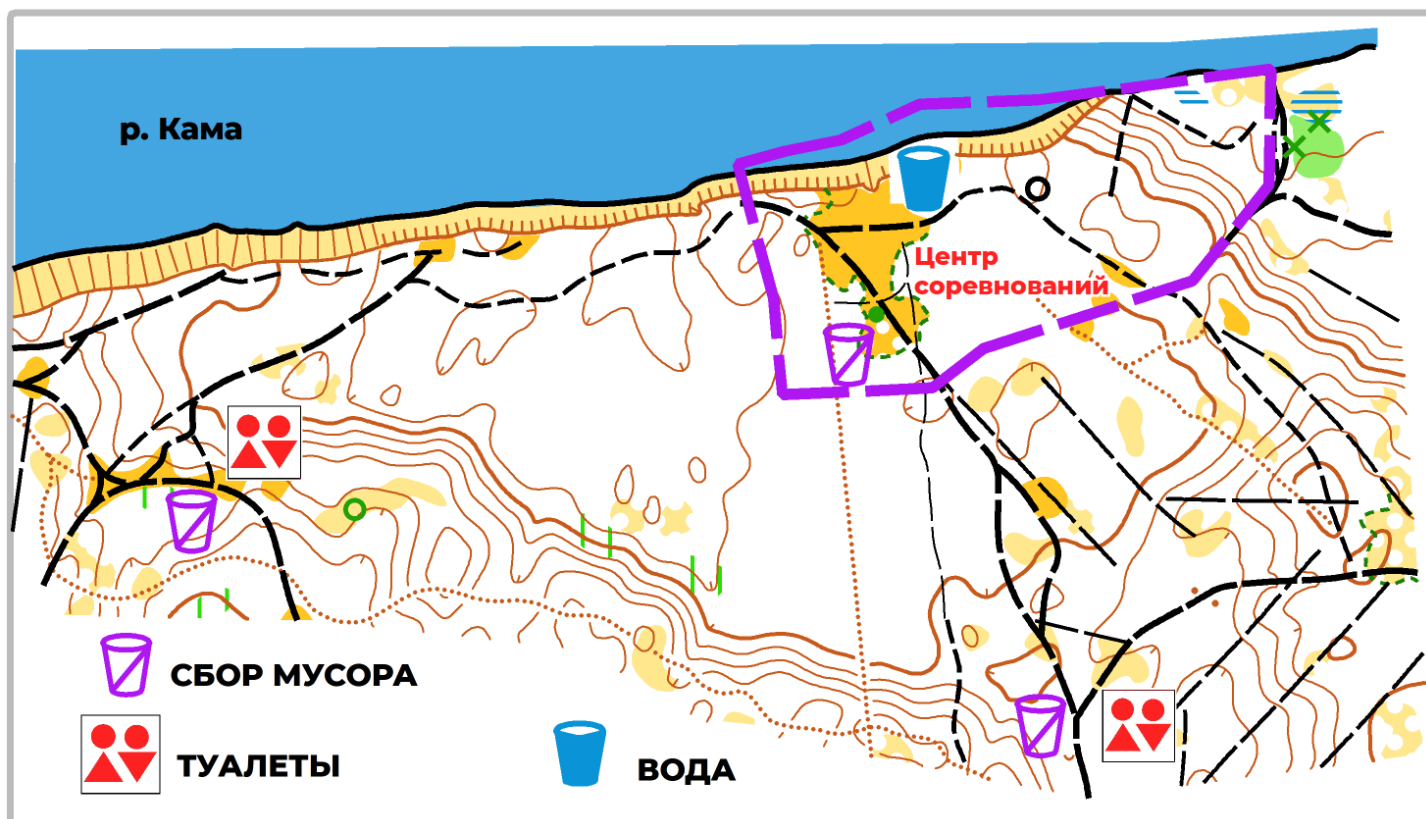 р. Кама
Центр
соревнований
СБОР МУСОРА
ТУАЛЕТЫ
ВОДА